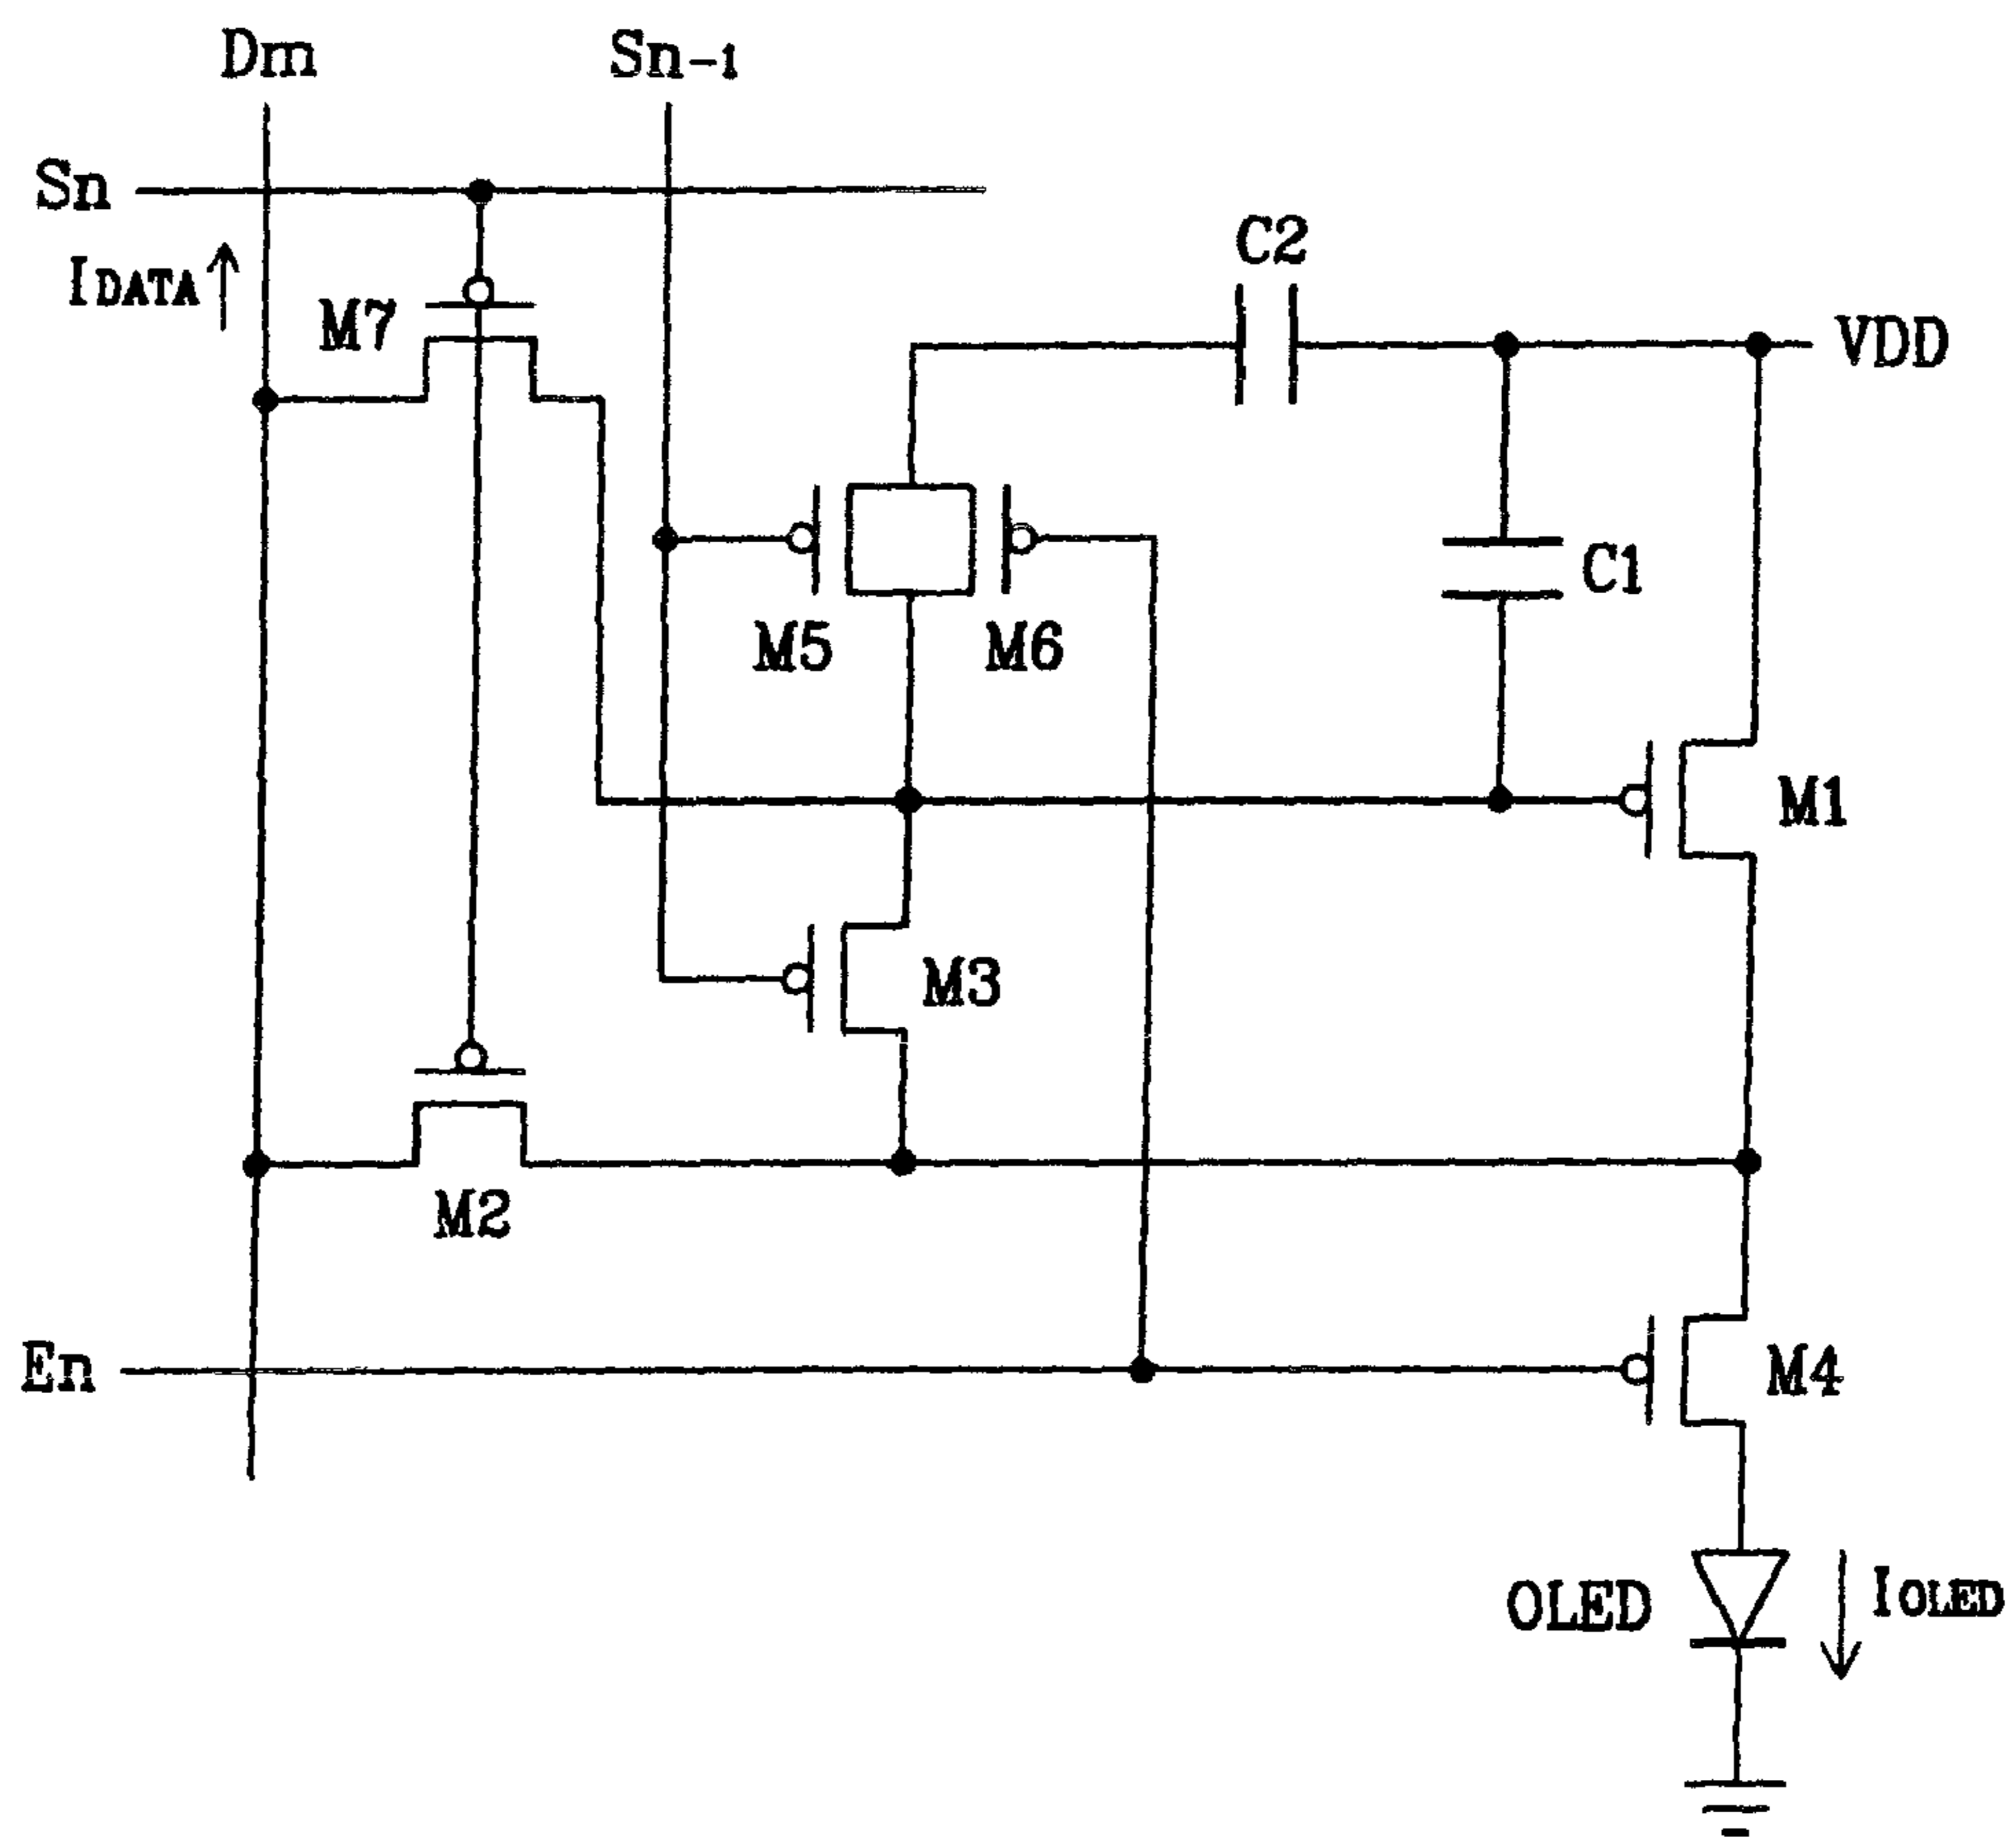 Dm
Sn-1
Sn
IDATA
M7
C2
VDD
C1
M5
M6
M1
M3
M2
En
M4
OLED
IOLED